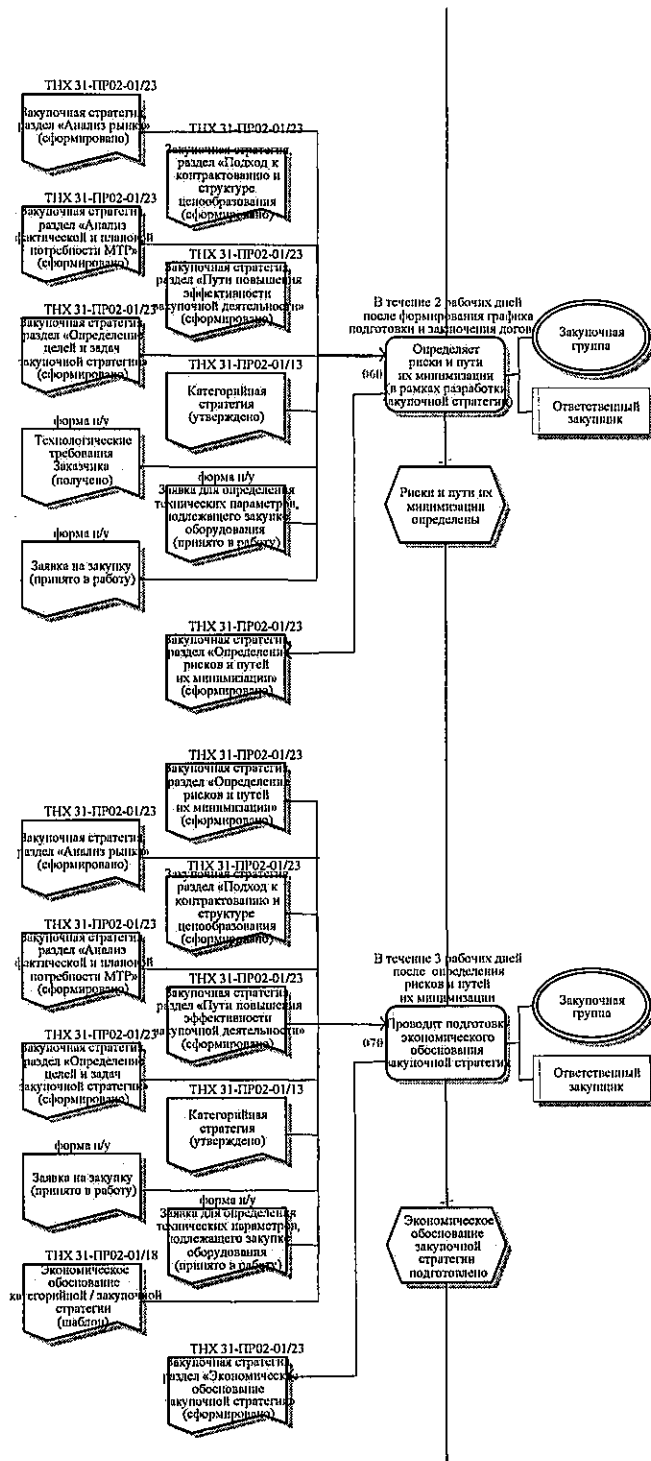 ТНХ 31-ПР02-01/23
Закупочная стратегия,
раздел «Анализ рынка»
(сформировано)
ТНХ 31-ПР02-01/23
Закупочная стратегия,
раздел «Подход к
контрактованию и
структуре
ценообразования
(сформировано)
ТНХ 31-ПР02-01/23
Закупочная стратегия,
раздел «Анализ
фактической и плановой
потребности МТР»
(сформировано)
ТНХ 31-ПР02-01/23
Закупочная стратегия,
раздел «Пути повышения
эффективности
закупочной деятельности»
(сформировано)
ТНХ 31-ПР02-01/23
Закупочная стратегия,
раздел «Определение
целей и задач
закупочной стратегии»
(сформировано)
ТНХ 31-ПР02-01/13
Категорийная
стратегия
(утверждено)
форма н/у
Технологические
требования
Заказчика
(получено)
форма н/у
Заявка для определения
технических параметров,
подлежащего закупке
оборудования
(принято в работу)
форма н/у
Заявка на закупку
(принято в работу)
В течение 2 рабочих дней
после формирования графика
подготовки и заключения догов
060
Определяет
риски и пути
их минимизации
(в рамках разработки
закупочной стратегии)
Закупочная
группа
Ответственный
закупщик
Риски и пути их
минимизации
определены
ТНХ 31-ПР02-01/23
Закупочная стратегия,
раздел «Определение
рисков и путей
их минимизации»
(сформировано)
ТНХ 31-ПР02-01/23
Закупочная стратегия,
раздел «Определение
рисков и путей
их минимизации»
(сформировано)
ТНХ 31-ПР02-01/23
Закупочная стратегия,
раздел «Анализ рынка»
(сформировано)
ТНХ 31-ПР02-01/23
Закупочная стратегия,
раздел «Подход к
контрактованию и
структуре
ценообразования
(сформировано)
ТНХ 31-ПР02-01/23
Закупочная стратегия,
раздел «Анализ
фактической и плановой
потребности МТР»
(сформировано)
ТНХ 31-ПР02-01/23
Закупочная стратегия,
раздел «Пути повышения
эффективности
закупочной деятельности»
(сформировано)
ТНХ 31-ПР02-01/23
Закупочная стратегия,
раздел «Определение
целей и задач
закупочной стратегии»
(сформировано)
ТНХ 31-ПР02-01/13
Категорийная
стратегия
(утверждено)
форма н/у
Заявка на закупку
(принято в работу)
форма н/у
Заявка для определения
технических параметров,
подлежащего закупке
оборудования
(принято в работу)
ТНХ 31-ПР02-01/18
Экономическое
обоснование
категорийной / закупочной
стратегии
(шаблон)
В течение 3 рабочих дней
после определения
рисков и путей
их минимизации
070
Проводит подготовку
экономического
обоснования
закупочной стратегии
Закупочная
группа
Ответственный
закупщик
Экономическое
обоснование
закупочной
стратегии
подготовлено
ТНХ 31-ПР02-01/23
Закупочная стратегия,
раздел «Экономическое
обоснование
закупочной стратегии»
(сформировано)